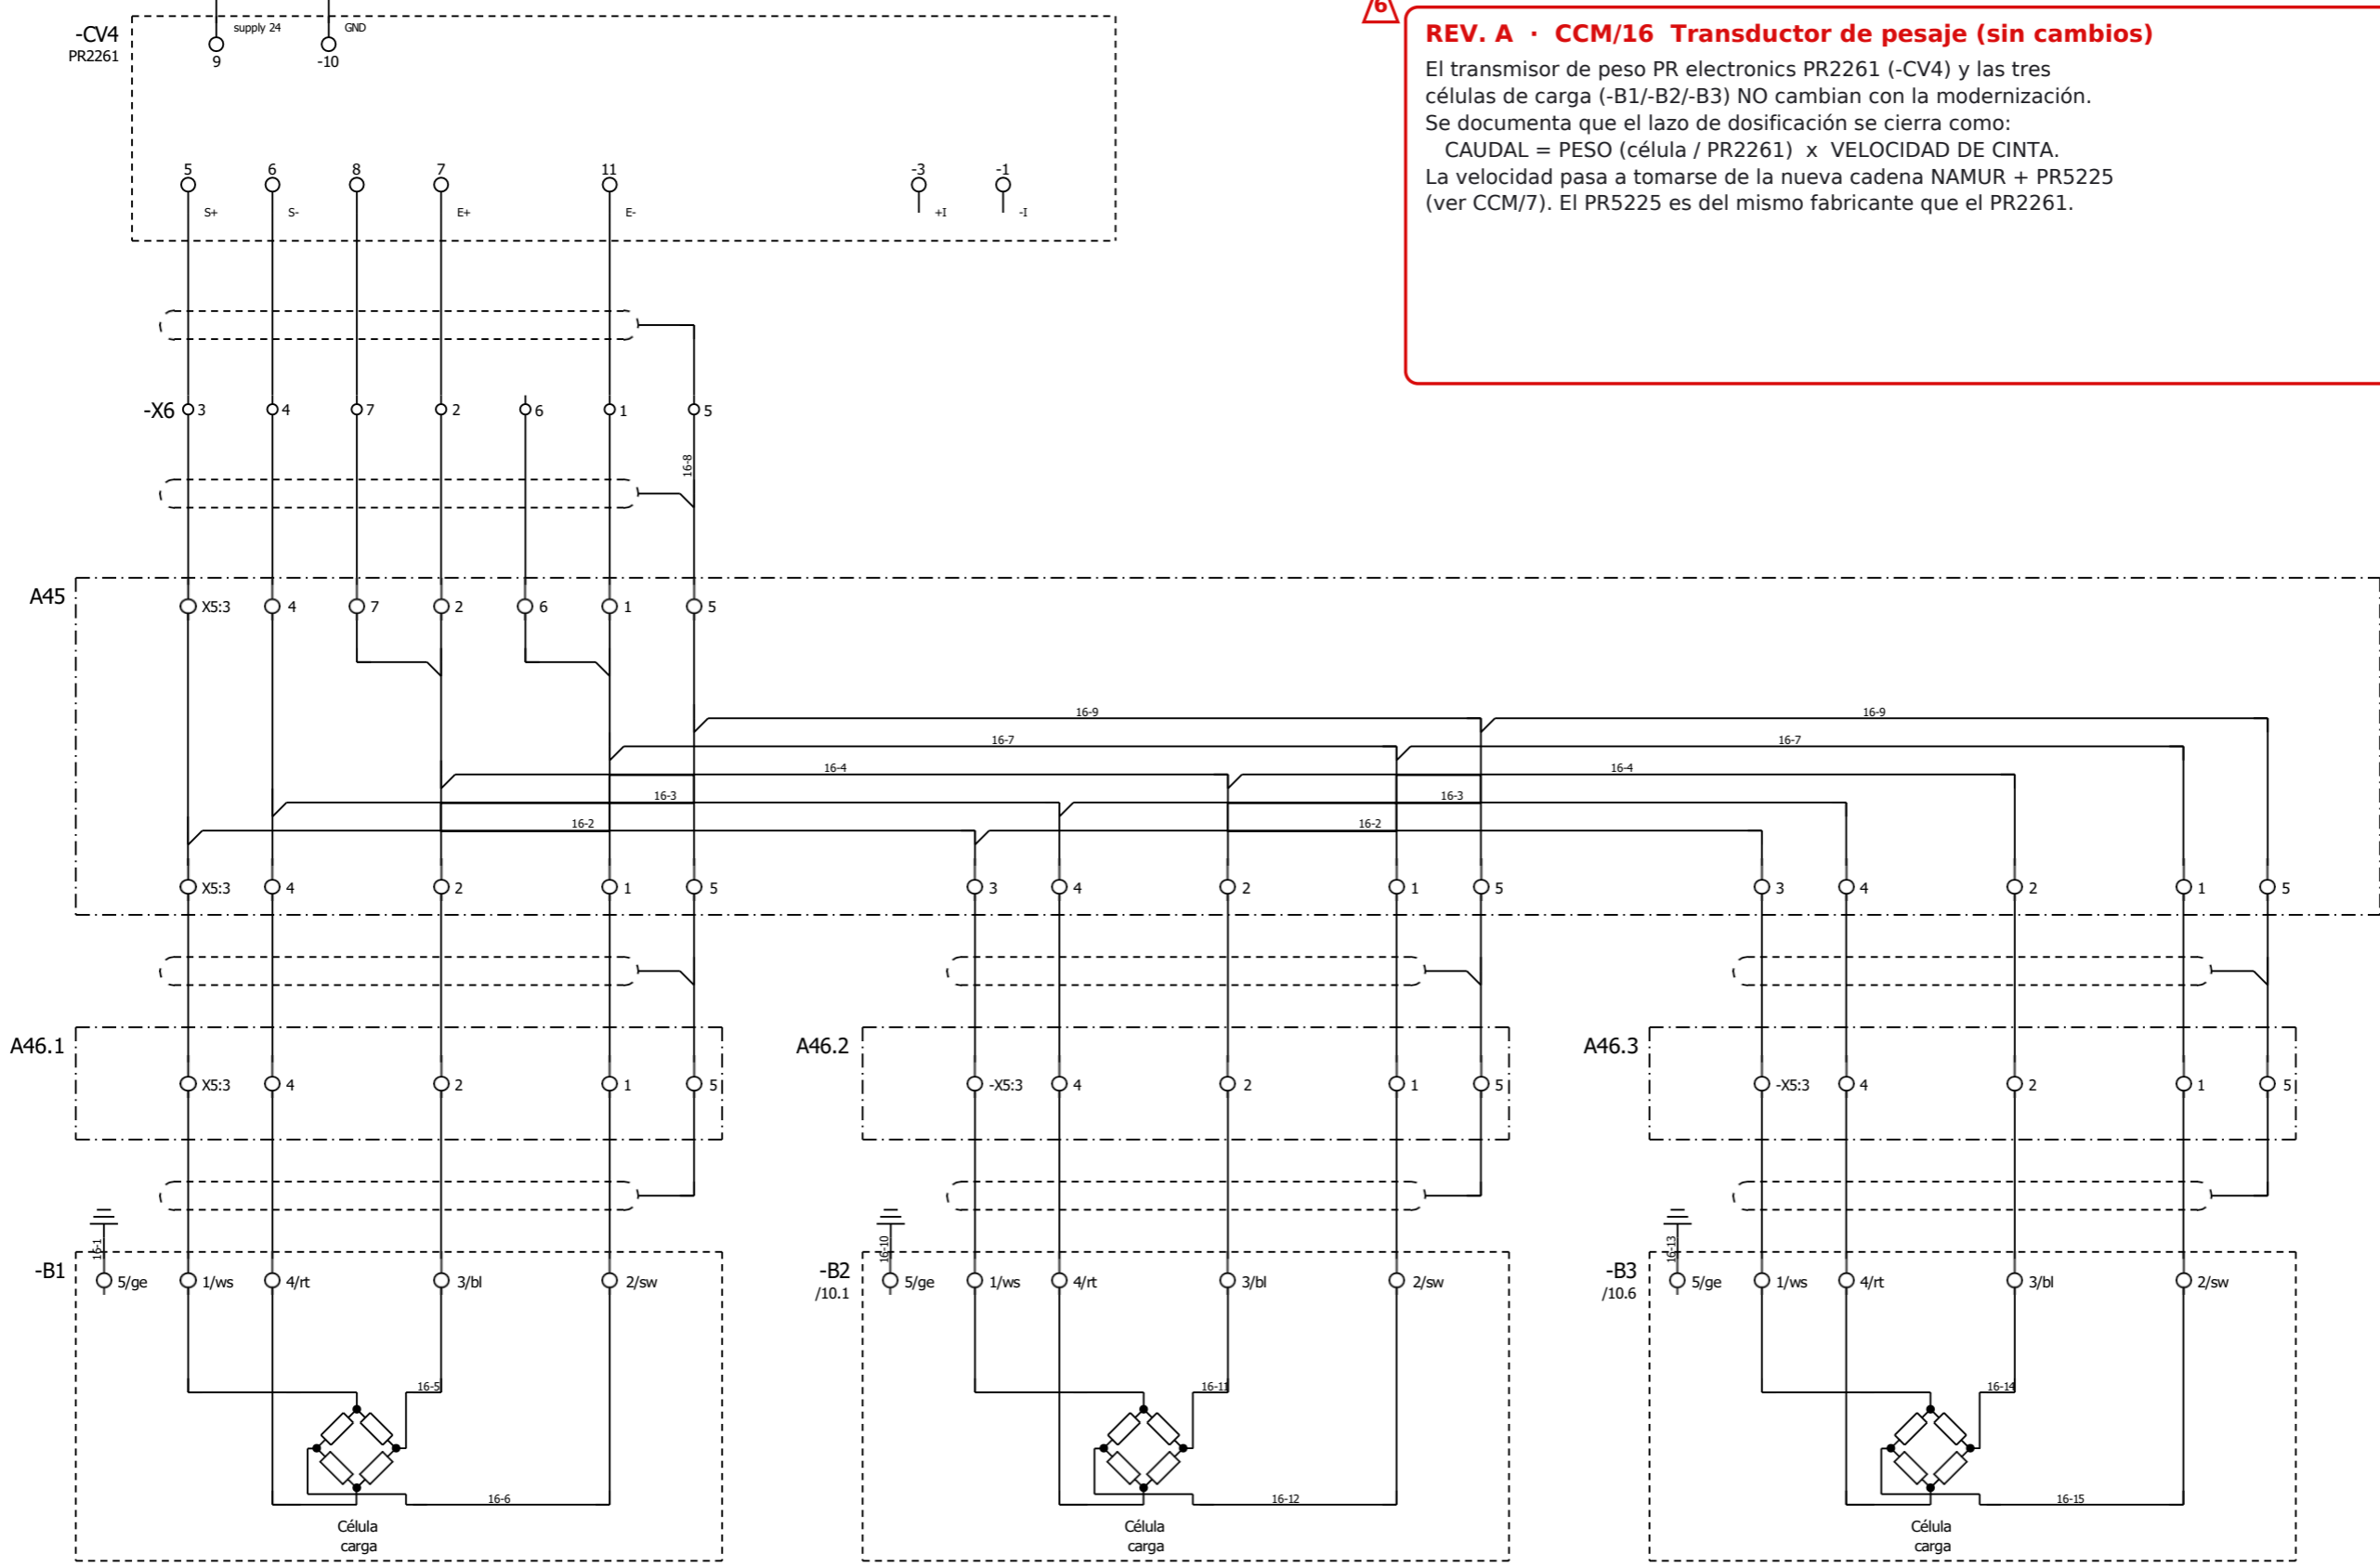 6
REV. A · CCM/16 Transductor de pesaje (sin cambios)
El transmisor de peso PR electronics PR2261 (-CV4) y las tres
células de carga (-B1/-B2/-B3) NO cambian con la modernización.
Se documenta que el lazo de dosificación se cierra como:
CAUDAL = PESO (célula / PR2261) x VELOCIDAD DE CINTA.
La velocidad pasa a tomarse de la nueva cadena NAMUR + PR5225
(ver CCM/7). El PR5225 es del mismo fabricante que el PR2261.
-CV4
PR2261
supply 24 GND
9 -10
5 6 8 7 11 -3 -1
S+ S- E+ E- +I -I
-X6 3 4 7 2 6 1 5
16-8
A45
X5:3 4 7 2 6 1 5
16-9 16-9
16-7 16-7
16-4 16-4
16-3 16-3
16-2 16-2
X5:3 4 2 1 5 3 4 2 1 5 3 4 2 1 5
A46.1 A46.2 A46.3
X5:3 4 2 1 5 -X5:3 4 2 1 5 -X5:3 4 2 1 5
16-1 16-10 16-13
-B1 5/ge 1/ws 4/rt 3/bl 2/sw
-B2 5/ge 1/ws 4/rt 3/bl 2/sw
/10.1
-B3 5/ge 1/ws 4/rt 3/bl 2/sw
/10.6
16-5 16-11 16-14
16-6 16-12 16-15
Célula Célula Célula
carga carga carga